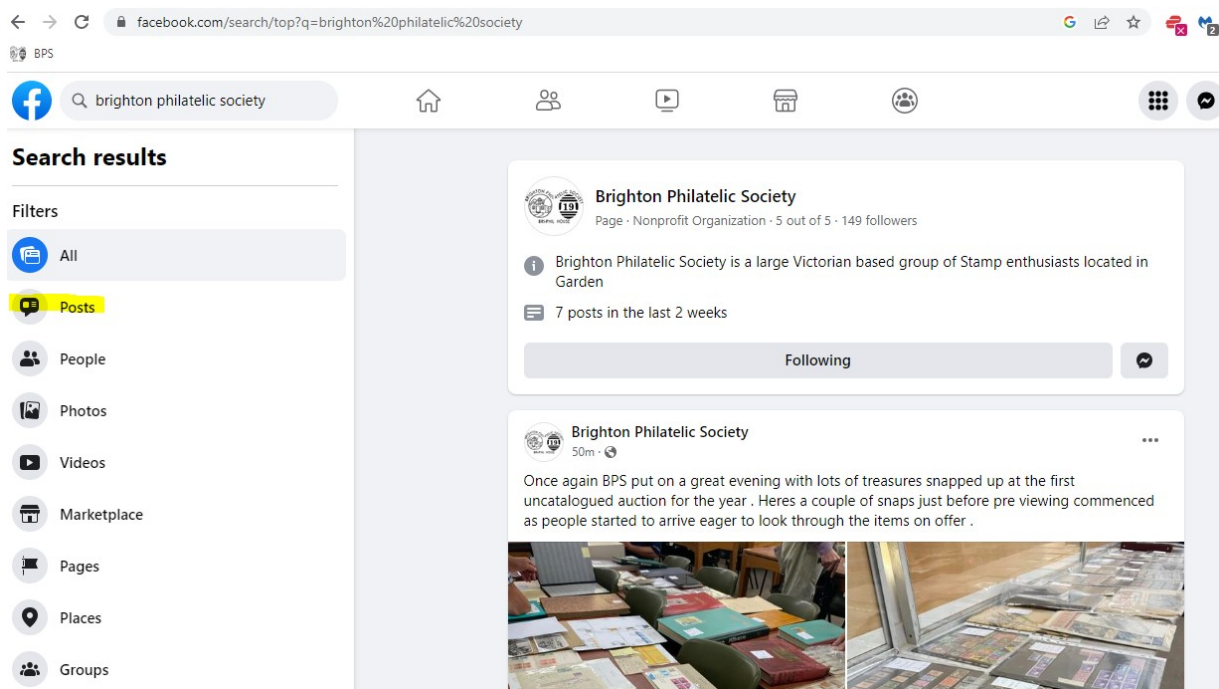 facebook.com/search/top?q=brighton%20philatelic%20society
2
BPS
brighton philatelic society
Search results
Filters
All
Posts
People
Photos
Videos
Marketplace
Pages
Places
Groups
Brighton Philatelic Society
Page · Nonprofit Organization · 5 out of 5 · 149 followers
Brighton Philatelic Society is a large Victorian based group of Stamp enthusiasts located in
Garden
7 posts in the last 2 weeks
Following
Brighton Philatelic Society
50m ·
Once again BPS put on a great evening with lots of treasures snapped up at the first
uncatalogued auction for the year . Heres a couple of snaps just before pre viewing commenced
as people started to arrive eager to look through the items on offer .